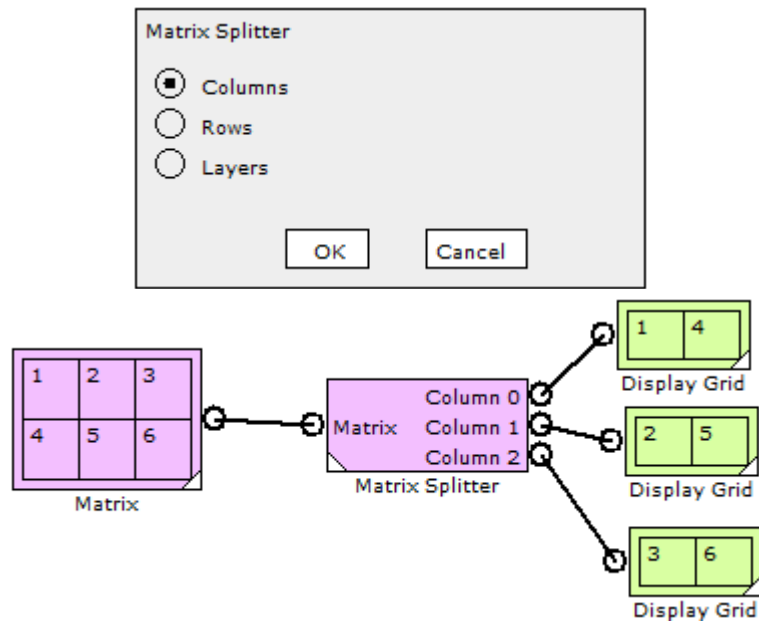 Matrix Splitter
Columns
Rows
Layers
OK Cancel
1 4
Display Grid
1 2 3
4 5 6
Matrix
Matrix
Column 0
Column 1
Column 2
Matrix Splitter
2 5
Display Grid
3 6
Display Grid